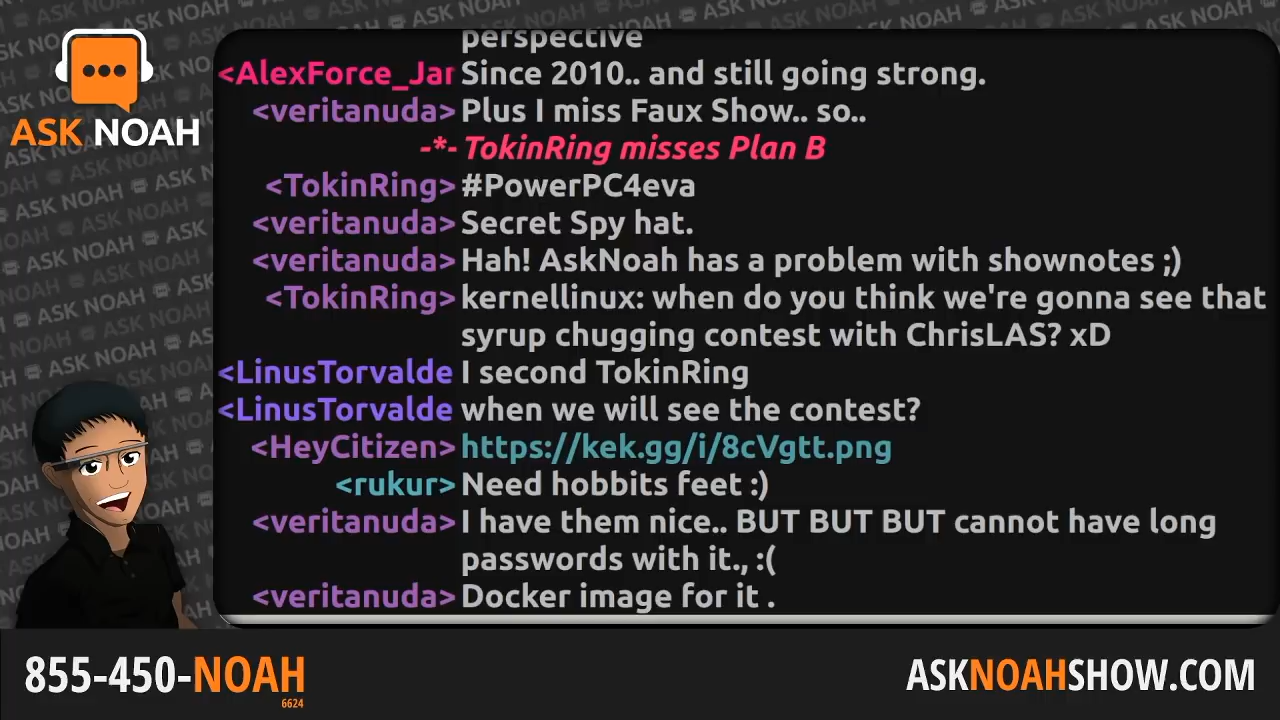 perspective
<AlexForce_Jar Since 2010.. and still going strong.
<veritanuda> Plus I miss Faux Show.. so..
-*- TokinRing misses Plan B
<TokinRing> #PowerPC4eva
<veritanuda> Secret Spy hat.
<veritanuda> Hah! AskNoah has a problem with shownotes ;)
<TokinRing> kernellinux: when do you think we're gonna see that
syrup chugging contest with ChrisLAS? xD
<LinusTorvalde I second TokinRing
<LinusTorvalde when we will see the contest?
<HeyCitizen> https://kek.gg/i/8cVgtt.png
<rukur> Need hobbits feet :)
<veritanuda> I have them nice.. BUT BUT BUT cannot have long
passwords with it., :(
<veritanuda> Docker image for it .
ASK NOAH
855-450-NOAH
6624
ASKNOAHSHOW.COM